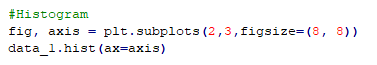 #Histogram
fig, axis = plt.subplots(2,3,figsize=(8, 8))
data_1.hist(ax=axis)